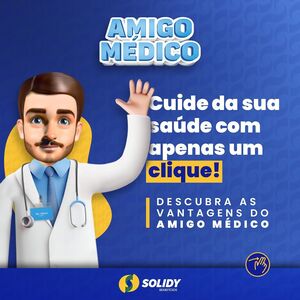 AMIGO
MÉDICO
Cuide da sua
saúde com
apenas um
clique!
DESCUBRA AS
VANTAGENS DO
AMIGO MÉDICO
SOLIDY